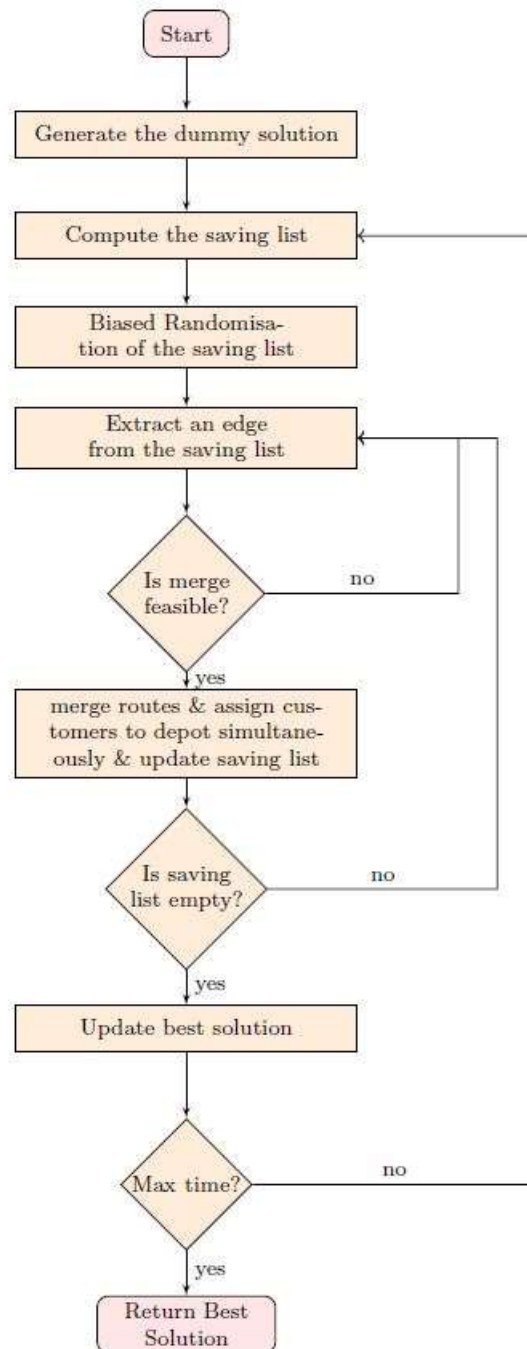 Start
Generate the dummy solution
Compute the saving list
Biased Randomisa-
tion of the saving list
Extract an edge
from the saving list
Is merge
feasible?
no
yes
merge routes & assign cus-
tomers to depot simultane-
ously & update saving list
Is saving
list empty?
no
yes
Update best solution
Max time?
no
yes
Return Best
Solution